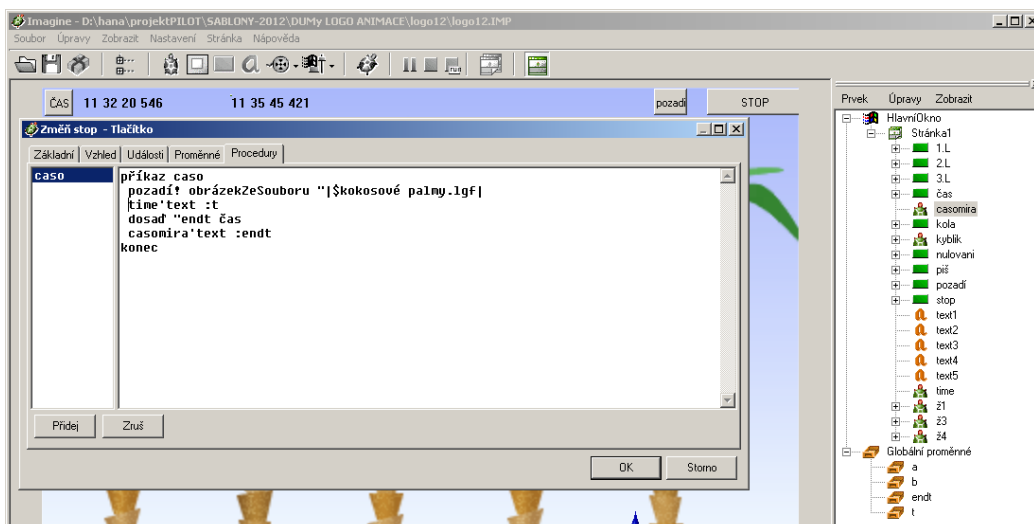 Imagine - D:\hana\projektPILOT\SABLONY-2012\DUMy LOGO ANIMACE\logo12\logo12.IMP
Soubor Úpravy Zobrazit Nastavení Stránka Nápověda
ČAS 11 32 20 546 11 35 45 421 pozadí STOP
Změň stop - Tlačítko
Základní Vzhled Události Proměnné Procedury
caso
příkaz caso
pozadí! obrázekZeSouboru "|$kokosové palmy.lgf|
time'text :t
dosaď "endt čas
casomira'text :endt
konec
Přidej Zruš
OK Storno
Prvek Úpravy Zobrazit
HlavníOkno
Stránka1
1.L
2.L
3.L
čas
casomira
kola
kyblik
nulovani
piš
pozadí
stop
text1
text2
text3
text4
text5
time
ž1
ž3
ž4
Globální proměnné
a
b
endt
t